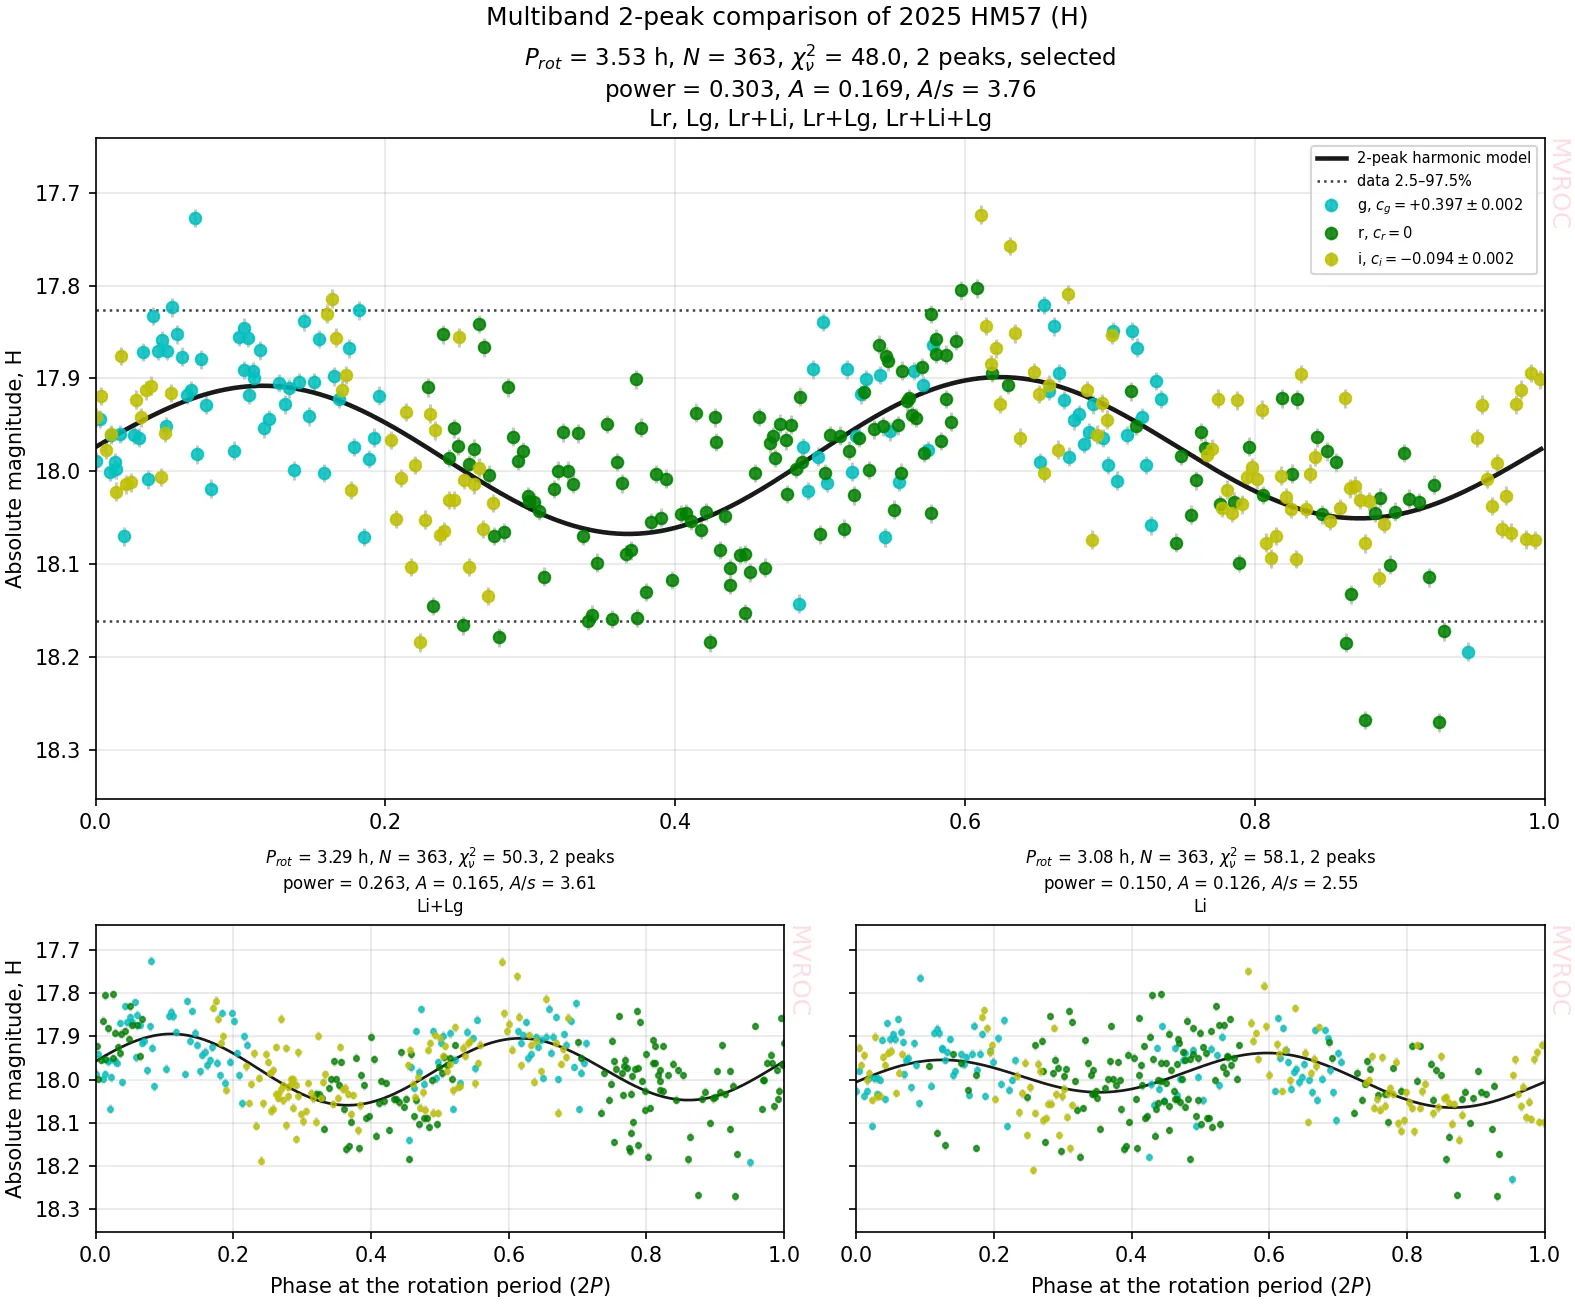 Multiband 2-peak comparison of 2025 HM57 (H)
P_rot = 3.53 h, N = 363, χ²_ν = 48.0, 2 peaks, selected
power = 0.303, A = 0.169, A/s = 3.76
Lr, Lg, Lr+Li, Lr+Lg, Lr+Li+Lg
2-peak harmonic model
data 2.5–97.5%
g, c_g = +0.397 ± 0.002
r, c_r = 0
i, c_i = −0.094 ± 0.002
MVROC
Absolute magnitude, H
17.7
17.8
17.9
18.0
18.1
18.2
18.3
0.0 0.2 0.4 0.6 0.8 1.0
P_rot = 3.29 h, N = 363, χ²_ν = 50.3, 2 peaks
power = 0.263, A = 0.165, A/s = 3.61
Li+Lg
MVROC
Absolute magnitude, H
17.7
17.8
17.9
18.0
18.1
18.2
18.3
0.0 0.2 0.4 0.6 0.8 1.0
Phase at the rotation period (2P)
P_rot = 3.08 h, N = 363, χ²_ν = 58.1, 2 peaks
power = 0.150, A = 0.126, A/s = 2.55
Li
MVROC
0.0 0.2 0.4 0.6 0.8 1.0
Phase at the rotation period (2P)